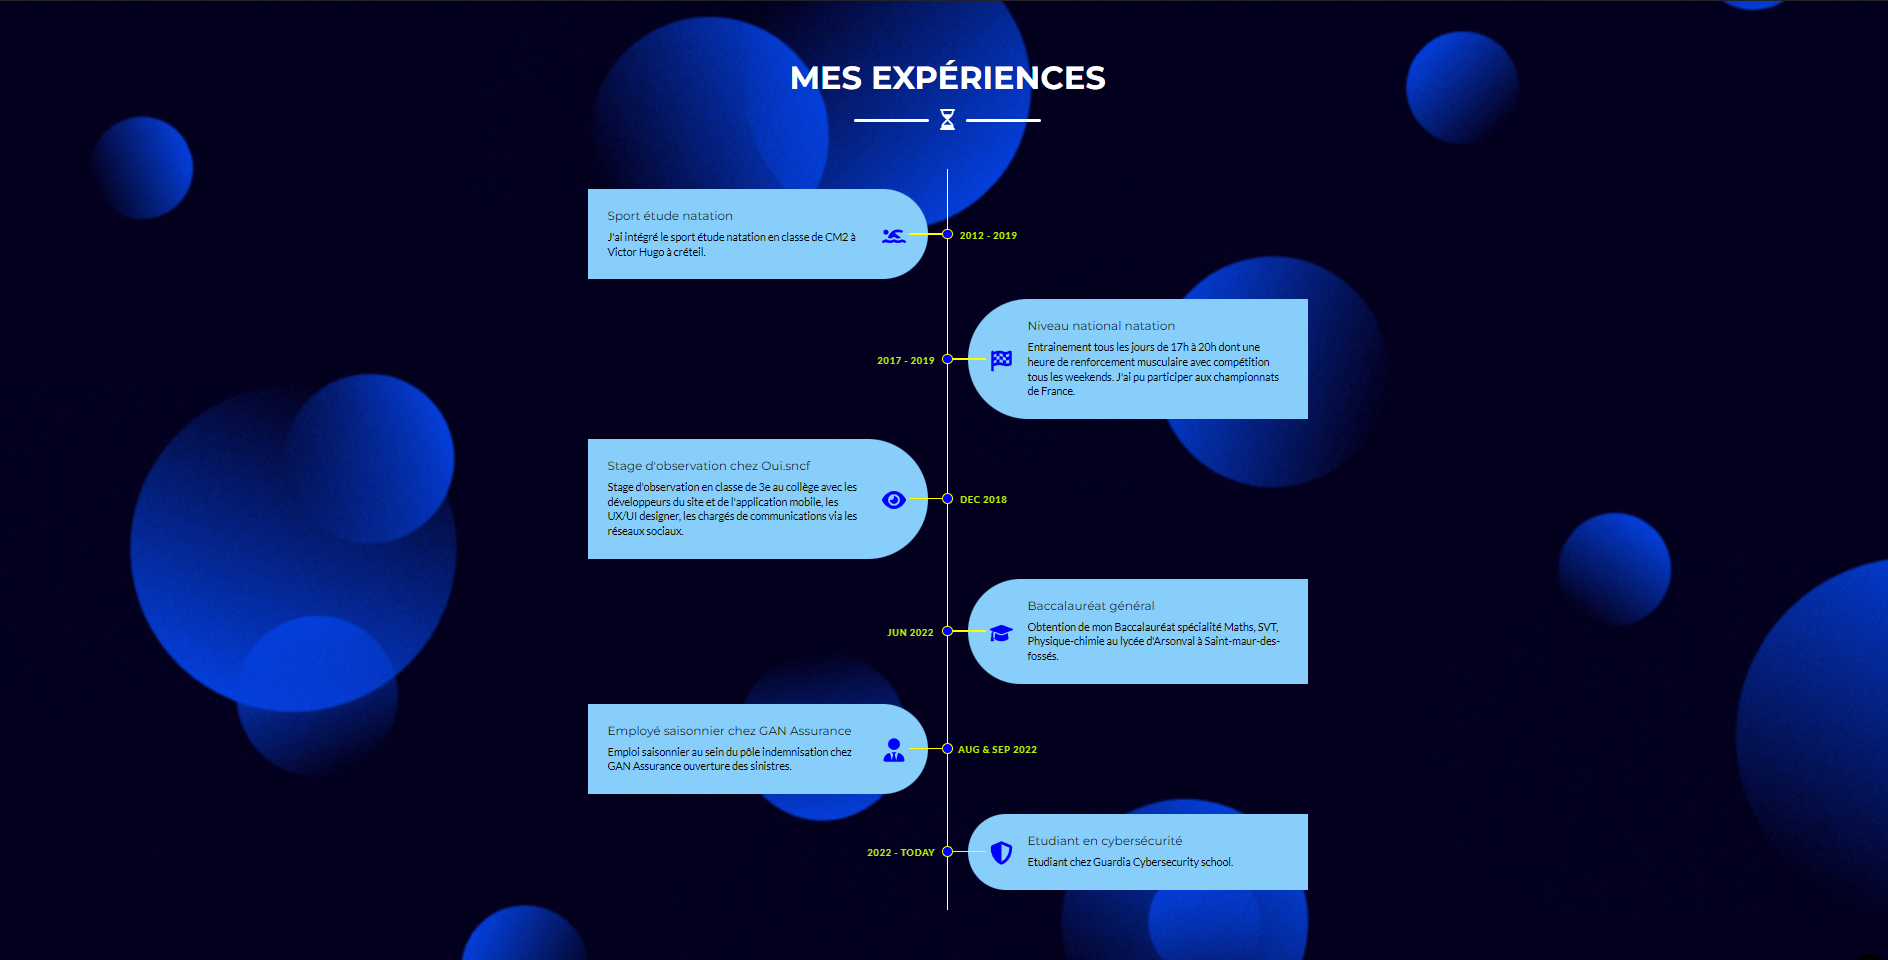 MES EXPÉRIENCES
Sport étude natation
J'ai intégré le sport étude natation en classe de CM2 à
Victor Hugo à créteil.
2012 - 2019
2017 - 2019
Niveau national natation
Entrainement tous les jours de 17h à 20h dont une
heure de renforcement musculaire avec compétition
tous les weekends. J'ai pu participer aux championnats
de France.
Stage d'observation chez Oui.sncf
Stage d'observation en classe de 3e au collège avec les
développeurs du site et de l'application mobile, les
UX/UI designer, les chargés de communications via les
réseaux sociaux.
DEC 2018
JUN 2022
Baccalauréat général
Obtention de mon Baccalauréat spécialité Maths, SVT,
Physique-chimie au lycée d'Arsonval à Saint-maur-des-
fossés.
Employé saisonnier chez GAN Assurance
Emploi saisonnier au sein du pôle indemnisation chez
GAN Assurance ouverture des sinistres.
AUG & SEP 2022
2022 - TODAY
Etudiant en cybersécurité
Etudiant chez Guardia Cybersecurity school.